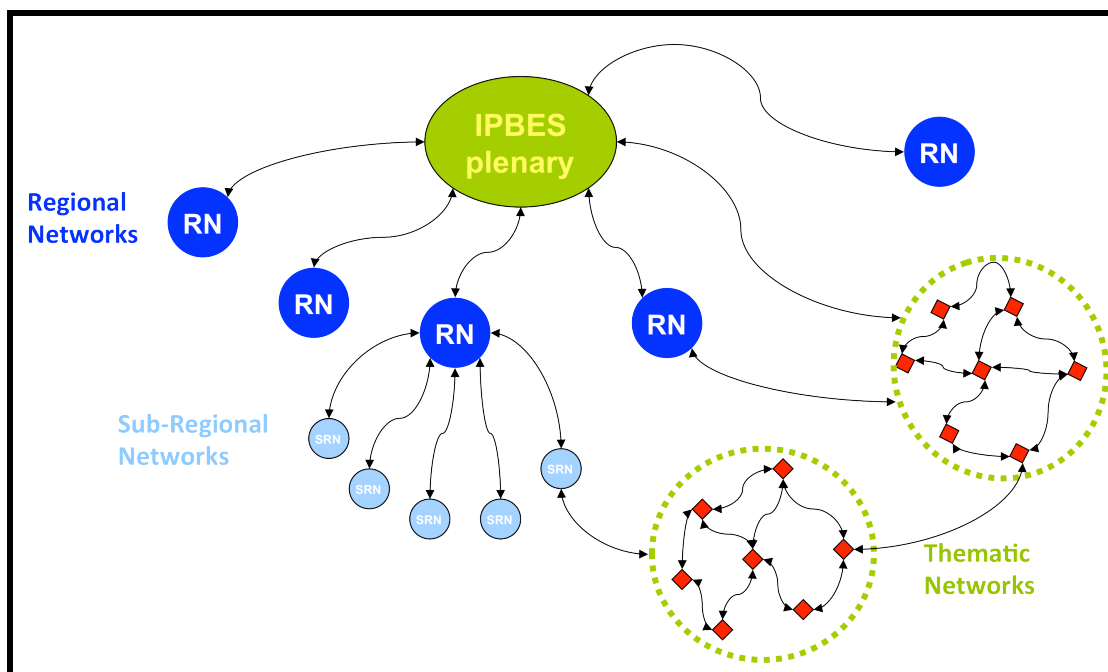 IPBES
plenary
RN
Regional
Networks
RN
RN
RN
RN
Sub-Regional
Networks
SRN
SRN
SRN
SRN
SRN
Thematic
Networks